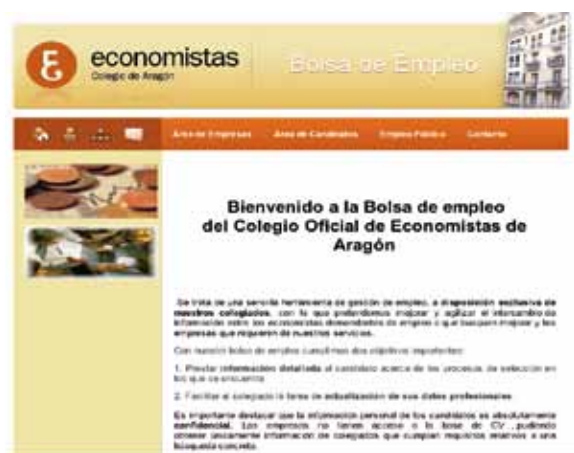 economistas
Colegio de Aragón
Bolsa de Empleo
Área de Empresas Área de Candidatos Empleo Público Contacto
Bienvenido a la Bolsa de empleo
del Colegio Oficial de Economistas de
Aragón
Se trata de una sencilla herramienta de gestión de empleo, a disposición exclusiva de
nuestros colegiados, con la que pretendemos mejorar y agilizar el intercambio de
información entre los economistas demandantes de empleo o que busquen mejorar y las
empresas que requieren de nuestros servicios.
Con nuestra bolsa de empleo cumplimos dos objetivos importantes:
1. Prestar información detallada al candidato acerca de los procesos de selección en
los que se encuentra
2. Facilitar al colegiado la tarea de actualización de sus datos profesionales
Es importante destacar que la información personal de los candidatos es absolutamente
confidencial. Las empresas no tienen acceso a la base de CV, pudiendo
obtener únicamente información de colegiados que cumplan requisitos relativos a una
búsqueda concreta.